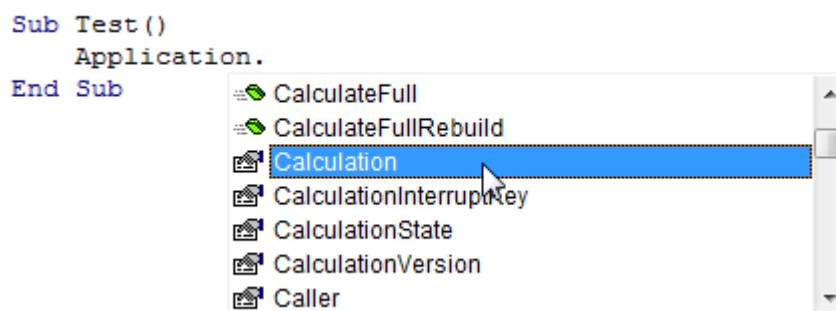 Sub Test()
Application.
End Sub
CalculateFull
CalculateFullRebuild
Calculation
CalculationInterruptKey
CalculationState
CalculationVersion
Caller